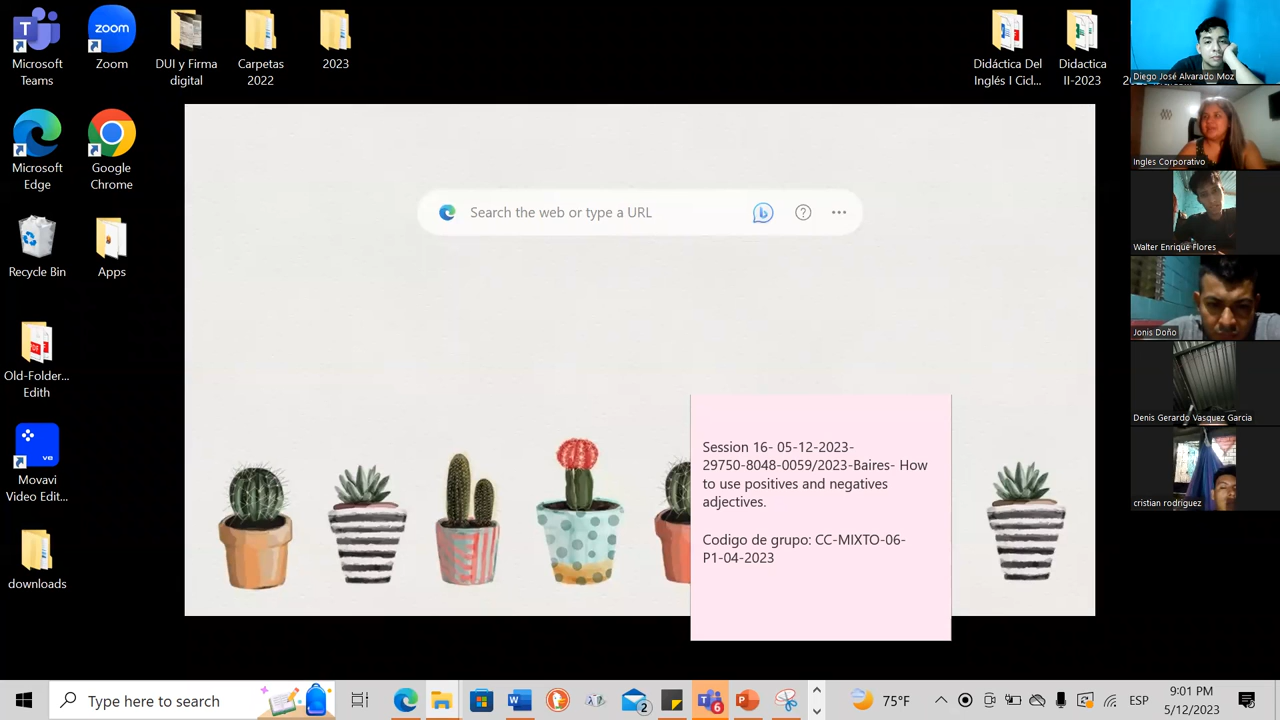 Microsoft
Teams
zoom
Zoom
DUI y Firma
digital
Carpetas
2022
2023
Didáctica Del
Inglés I Cicl...
Didactica
II-2023
Diego José Alvarado Moz
Microsoft
Edge
Google
Chrome
Ingles Corporativo
Search the web or type a URL
Walter Enrique Flores
Recycle Bin
Apps
Jonis Doño
Old-Folder...
Edith
Denis Gerardo Vasquez Garcia
Movavi
Video Edit...
cristian rodriguez
Session 16- 05-12-2023-
29750-8048-0059/2023-Baires- How
to use positives and negatives
adjectives.
Codigo de grupo: CC-MIXTO-06-
P1-04-2023
downloads
Type here to search
2
6
75°F
ESP
9:01 PM
5/12/2023